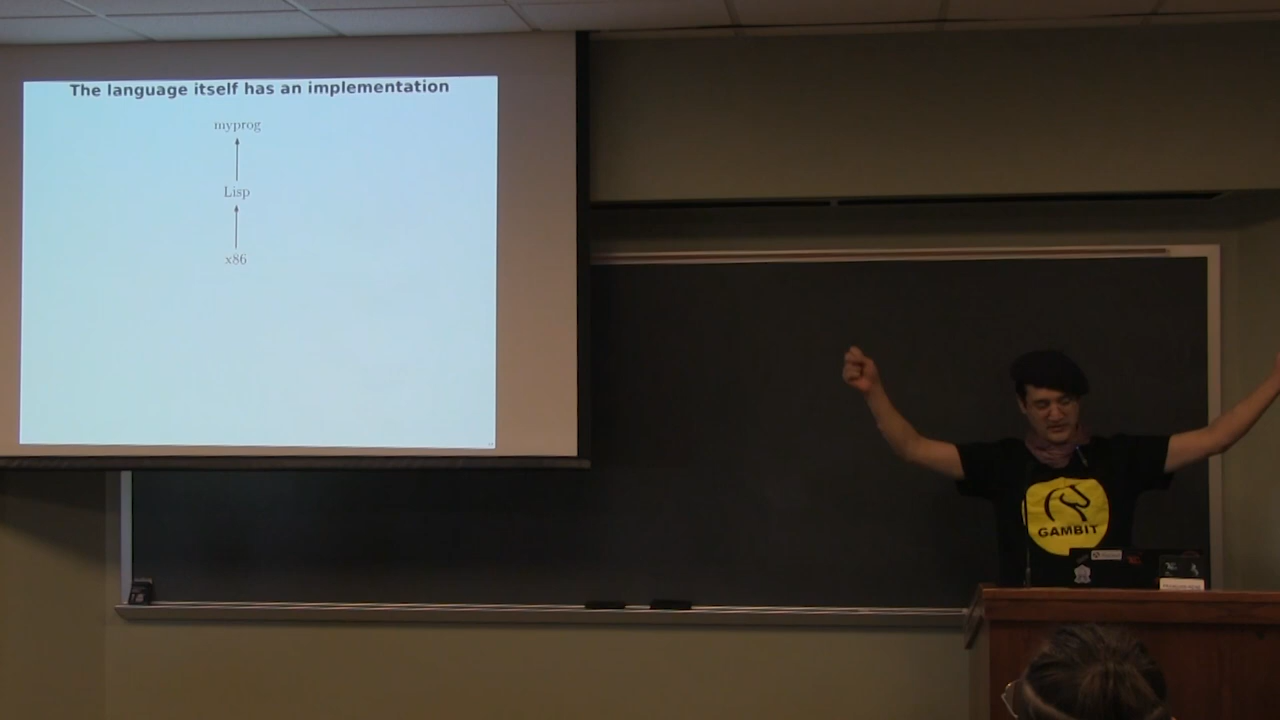 The language itself has an implementation
myprog
Lisp
x86
GAMBIT